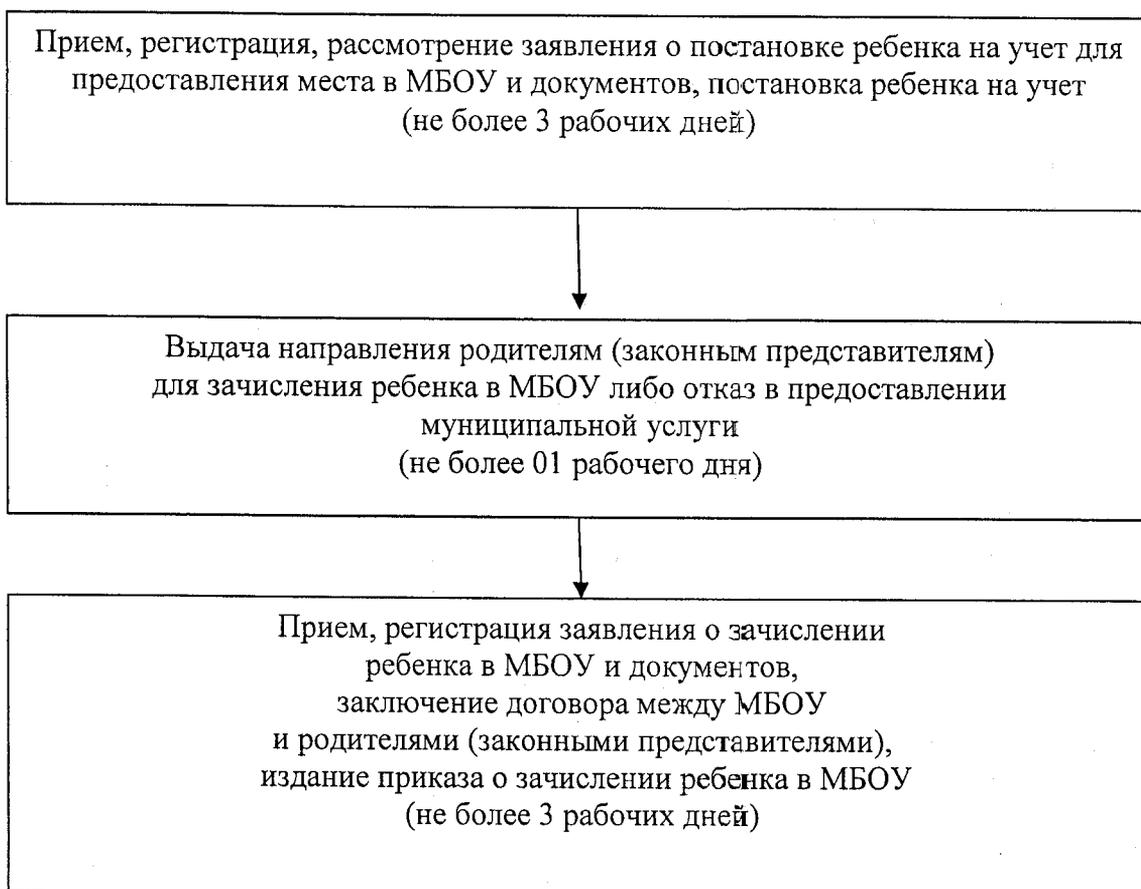 Прием, регистрация, рассмотрение заявления о постановке ребенка на учет для
предоставления места в МБОУ и документов, постановка ребенка на учет
(не более 3 рабочих дней)
Выдача направления родителям (законным представителям)
для зачисления ребенка в МБОУ либо отказ в предоставлении
муниципальной услуги
(не более 01 рабочего дня)
Прием, регистрация заявления о зачислении
ребенка в МБОУ и документов,
заключение договора между МБОУ
и родителями (законными представителями),
издание приказа о зачислении ребенка в МБОУ
(не более 3 рабочих дней)